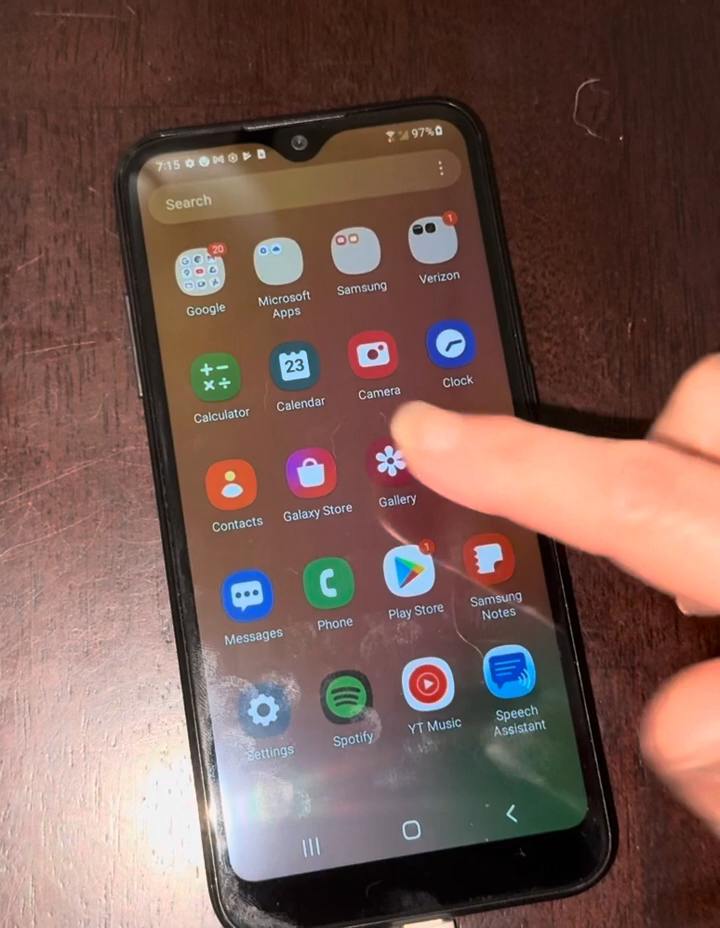 7:15
97%
Search
20
1
Google
Microsoft
Apps
Samsung
Verizon
23
Calculator
Calendar
Camera
Clock
Contacts
Galaxy Store
Gallery
1
Messages
Phone
Play Store
Samsung
Notes
Settings
Spotify
YT Music
Speech
Assistant